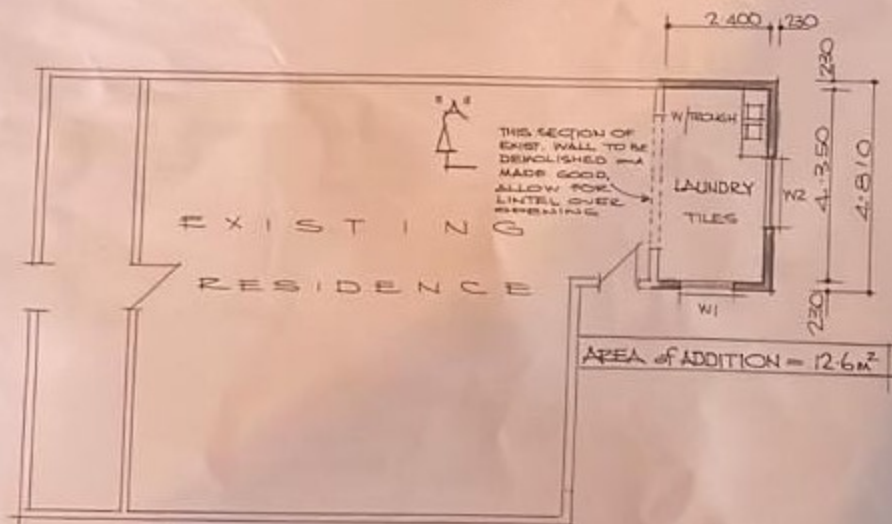 2.400 230
230
"A"
THIS SECTION OF
EXIST. WALL TO BE
DEMOLISHED AND
MADE GOOD,
ALLOW FOR
LINTEL OVER
OPENING
W/TROUGH
LAUNDRY
TILES
W2
4.350
4.810
EXISTING
RESIDENCE
W1
230
AREA of ADDITION = 12.6m²